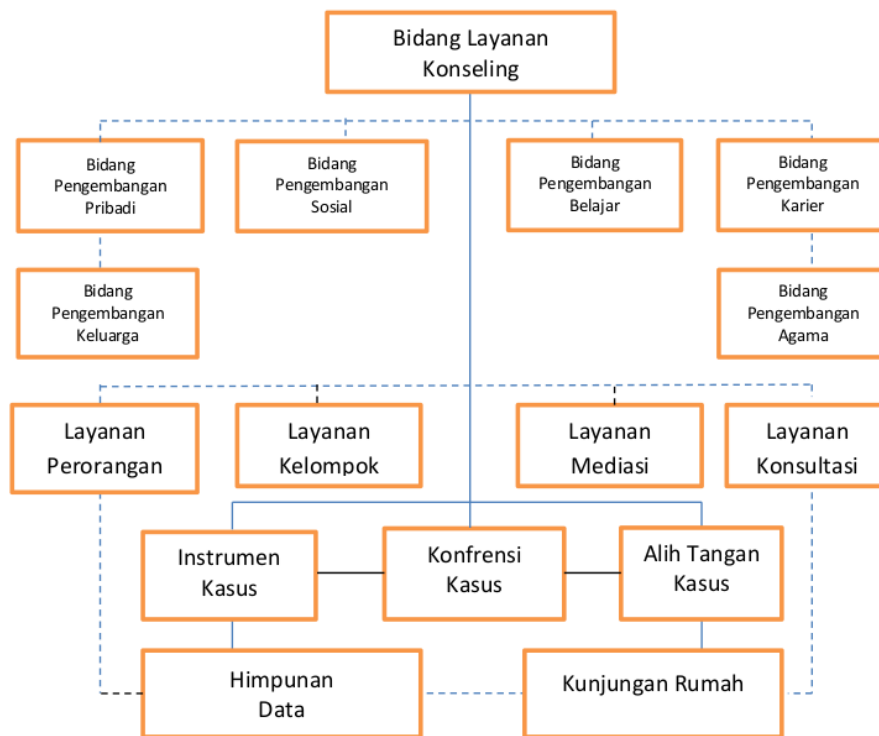 Bidang Layanan
Konseling
Bidang
Pengembangan
Pribadi
Bidang
Pengembangan
Sosial
Bidang
Pengembangan
Belajar
Bidang
Pengembangan
Karier
Bidang
Pengembangan
Keluarga
Bidang
Pengembangan
Agama
Layanan
Perorangan
Layanan
Kelompok
Layanan
Mediasi
Layanan
Konsultasi
Instrumen
Kasus
Konfrensi
Kasus
Alih Tangan
Kasus
Himpunan
Data
Kunjungan Rumah